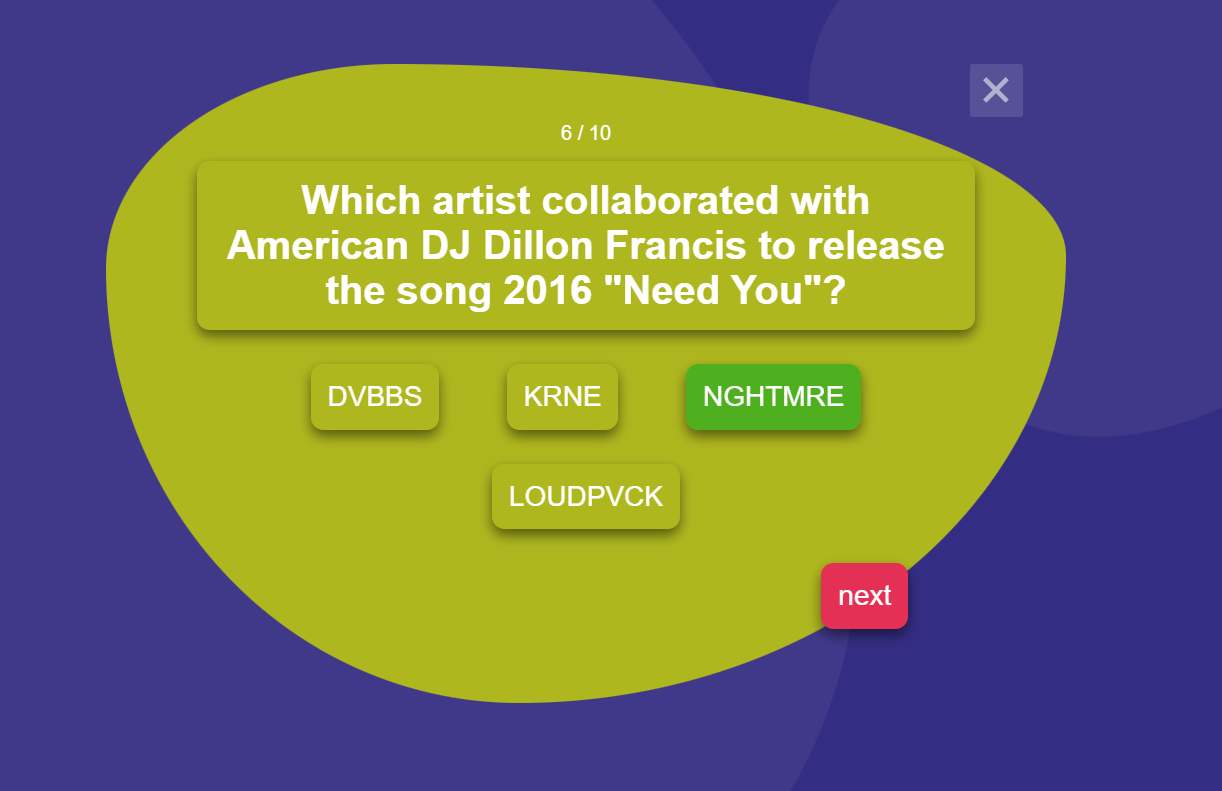 6 / 10
Which artist collaborated with
American DJ Dillon Francis to release
the song 2016 "Need You"?
DVBBS
KRNE
NGHTMRE
LOUDPVCK
next